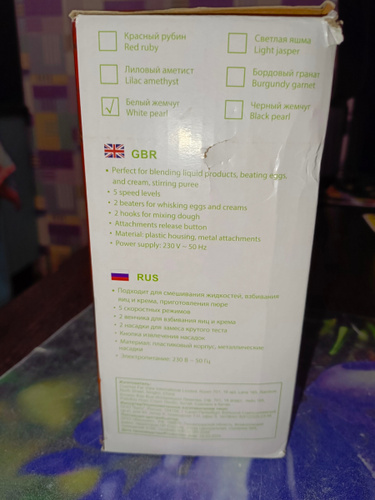 Красный рубин
Red ruby
Светлая яшма
Light jasper
Лиловый аметист
Lilac amethyst
Бордовый гранат
Burgundy garnet
Белый жемчуг
White pearl
Черный жемчуг
Black pearl
GBR
• Perfect for blending liquid products, beating eggs,
and cream, stirring puree
• 5 speed levels
• 2 beaters for whisking eggs and creams
• 2 hooks for mixing dough
• Attachments release button
• Material: plastic housing, metal attachments
• Power supply: 230 V ~ 50 Hz
RUS
• Подходит для смешивания жидкостей, взбивания
яиц и крема, приготовления пюре
• 5 скоростных режимов
• 2 венчика для взбивания яиц и крема
• 2 насадки для замеса крутого теста
• Кнопка извлечения насадок
• Материал: пластиковый корпус, металлические
насадки
• Электропитание: 230 В ~ 50 Гц